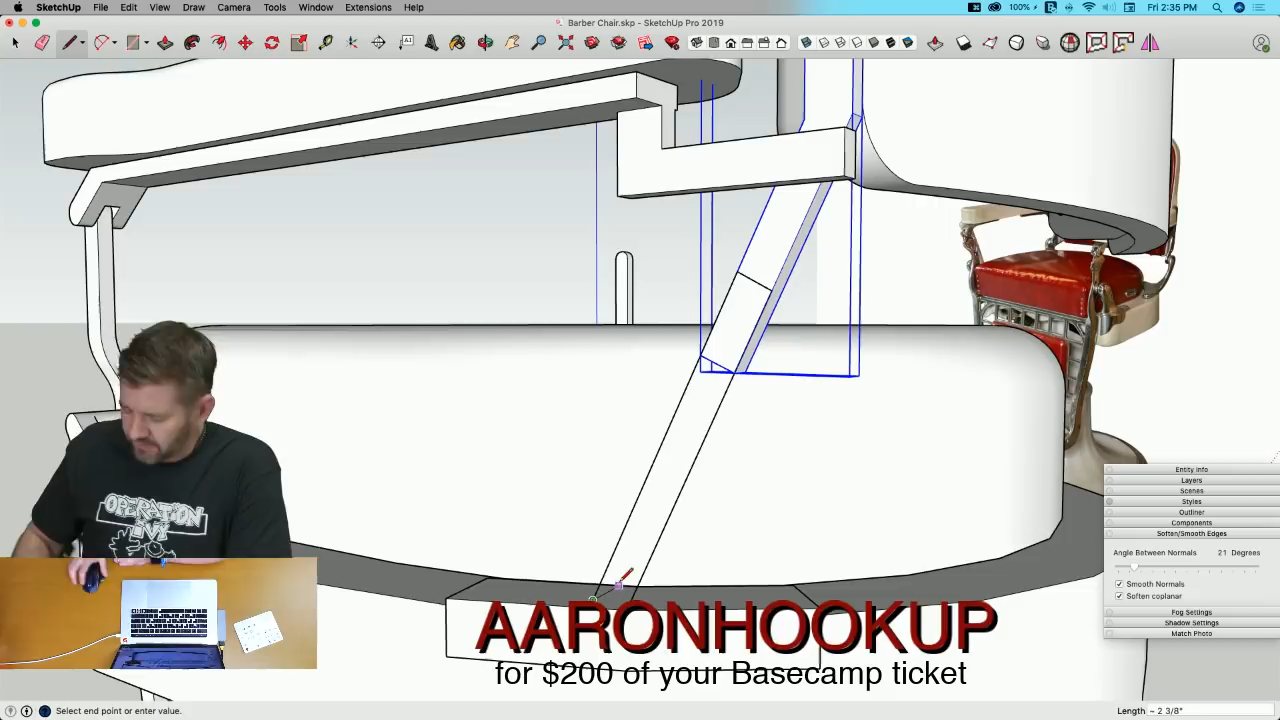 SketchUp File Edit View Draw Camera Tools Window Extensions Help
100% Fri 2:35 PM
Barber Chair.skp - SketchUp Pro 2019
Entity Info
Layers
Scenes
Styles
Outliner
Components
Soften/Smooth Edges
Angle Between Normals 21 Degrees
Smooth Normals
Soften coplanar
Fog Settings
Shadow Settings
Match Photo
OPERATION
AARONHOOKUP
for $200 of your Basecamp ticket
Select end point or enter value.
Length ~ 2 3/8"